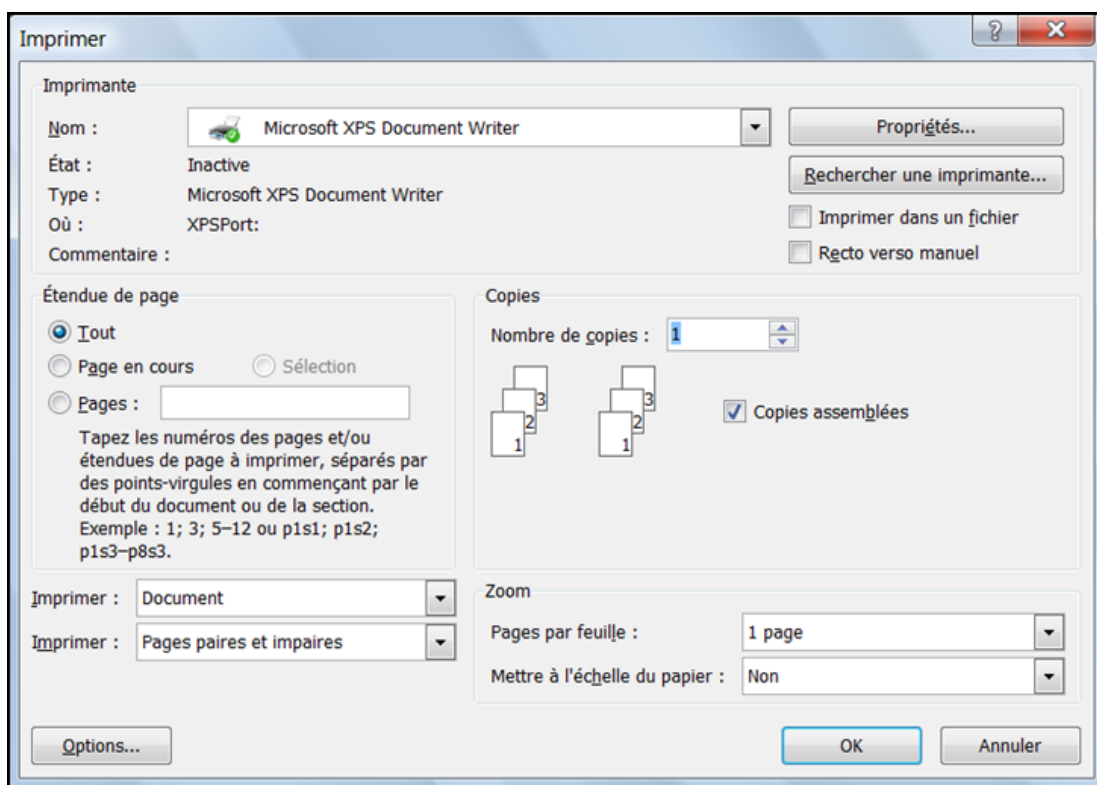 Imprimer
Imprimante
Nom : Microsoft XPS Document Writer Propriétés...
État : Inactive Rechercher une imprimante...
Type : Microsoft XPS Document Writer
Où : XPSPort: Imprimer dans un fichier
Commentaire : Recto verso manuel
Étendue de page
Tout
Page en cours Sélection
Pages :
Tapez les numéros des pages et/ou
étendues de page à imprimer, séparés par
des points-virgules en commençant par le
début du document ou de la section.
Exemple : 1; 3; 5–12 ou p1s1; p1s2;
p1s3–p8s3.
Copies
Nombre de copies : 1
3 3
2 2
1 1
Copies assemblées
Imprimer : Document
Imprimer : Pages paires et impaires
Zoom
Pages par feuille : 1 page
Mettre à l'échelle du papier : Non
Options... OK Annuler